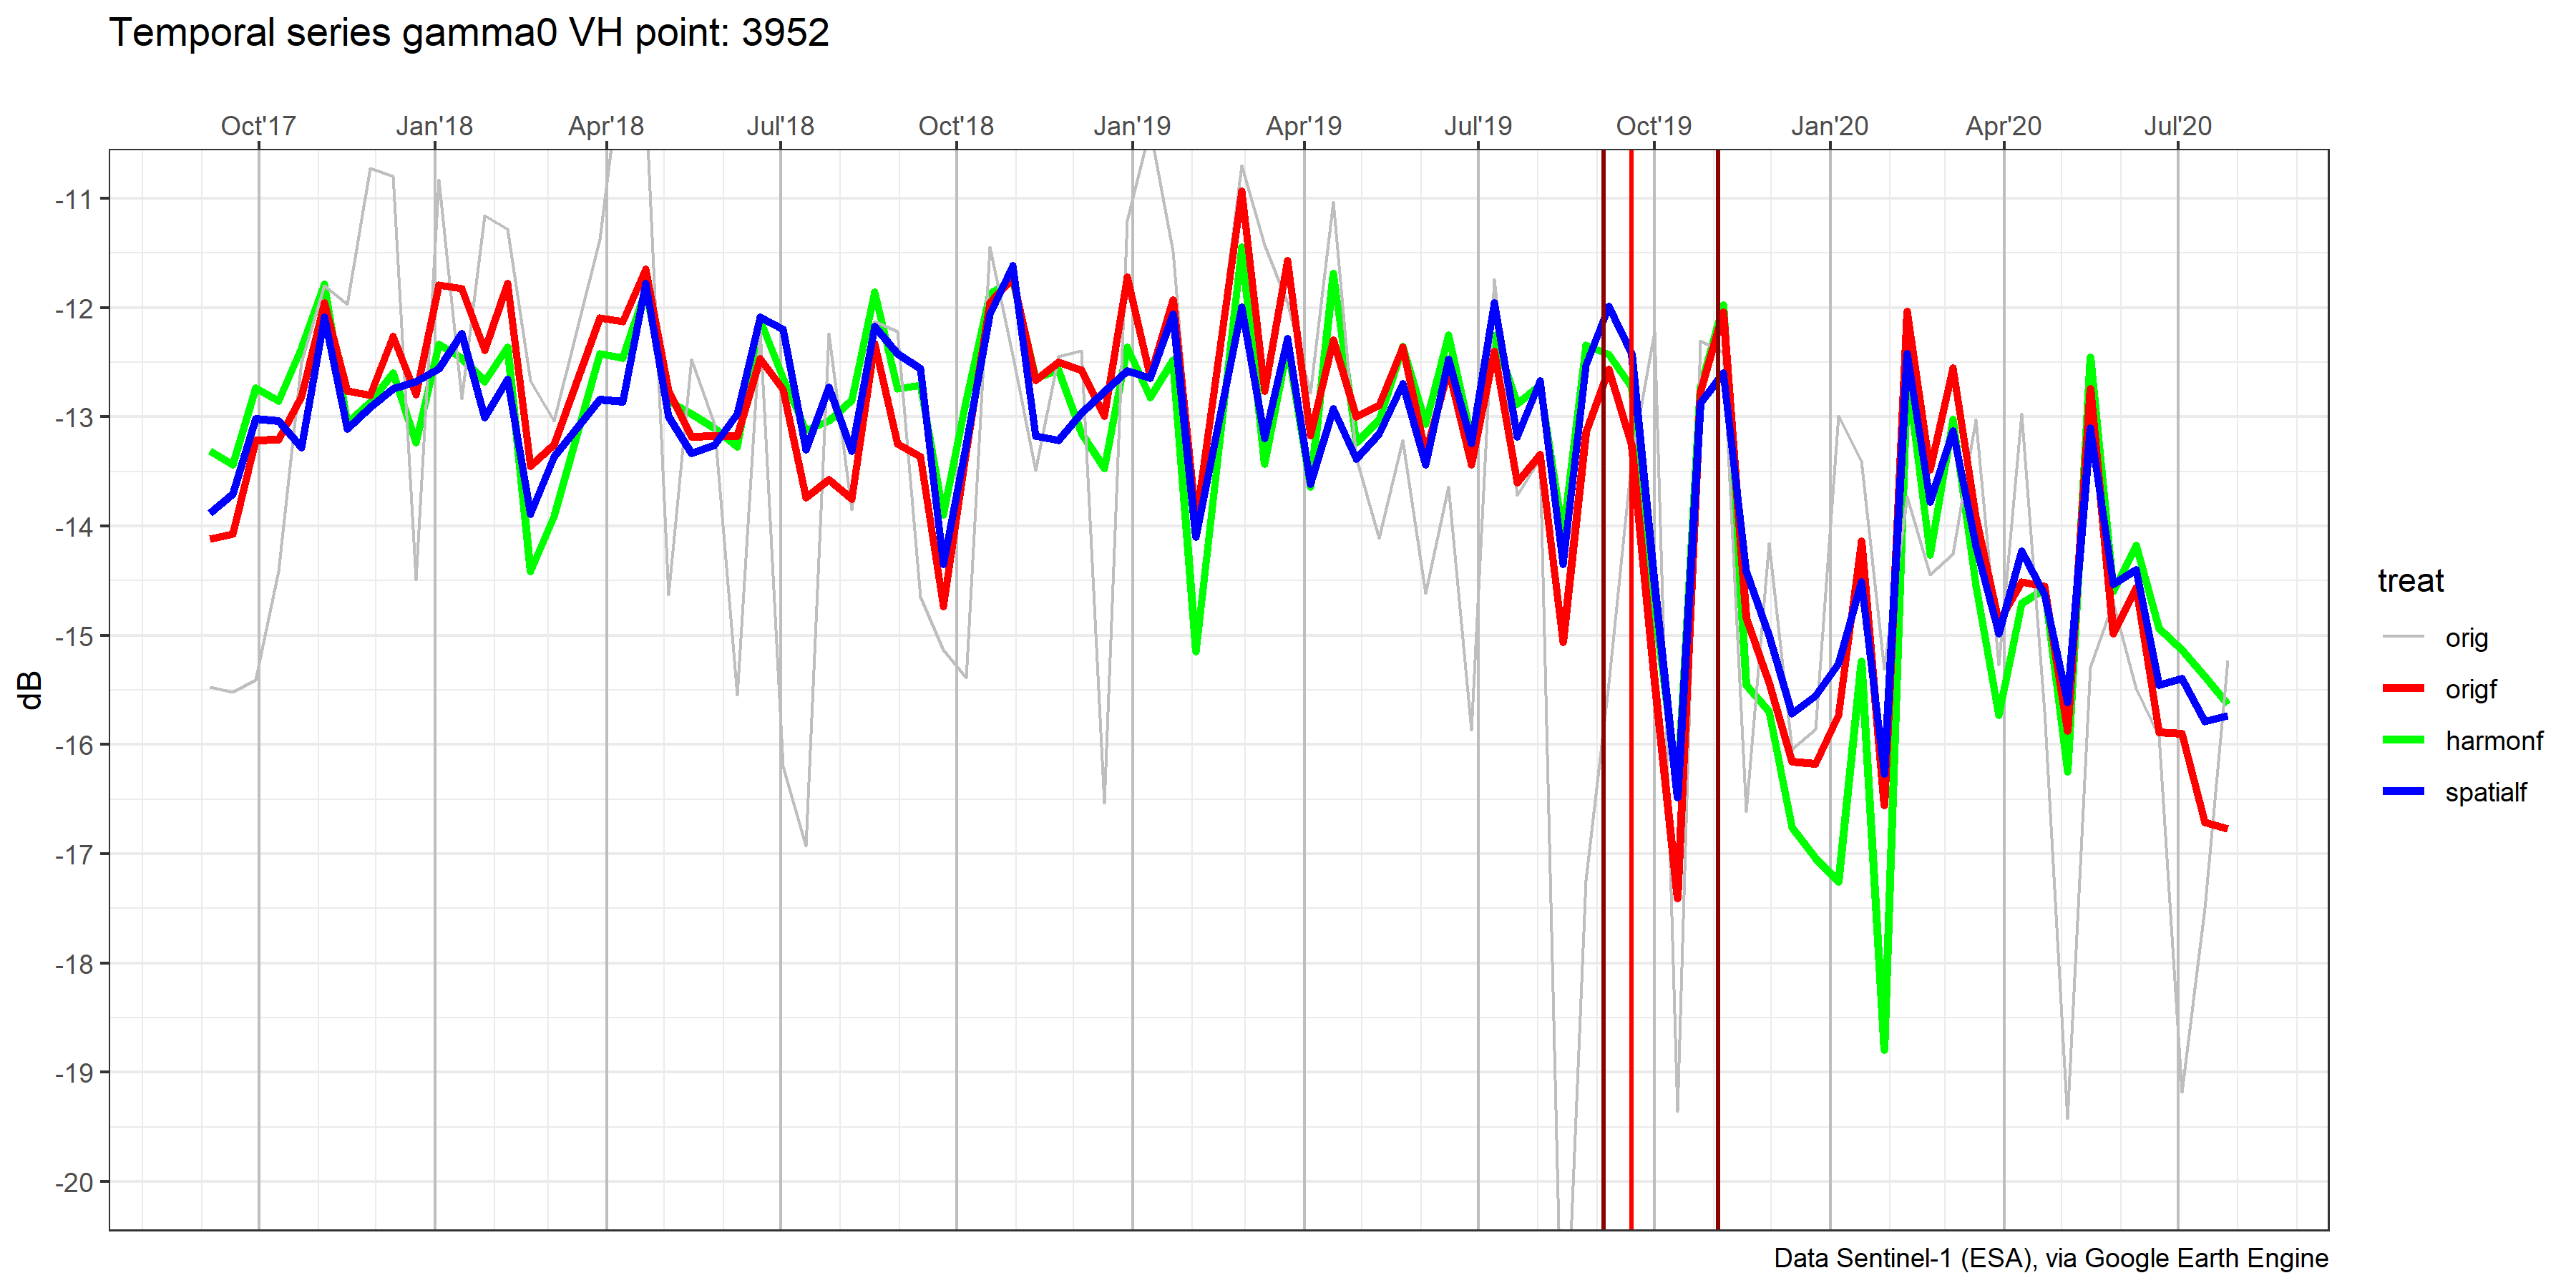 Temporal series gamma0 VH point: 3952
Oct'17 Jan'18 Apr'18 Jul'18 Oct'18 Jan'19 Apr'19 Jul'19 Oct'19 Jan'20 Apr'20 Jul'20
-11
-12
-13
-14
-15
-16
-17
-18
-19
-20
dB
treat
orig
origf
harmonf
spatialf
Data Sentinel-1 (ESA), via Google Earth Engine